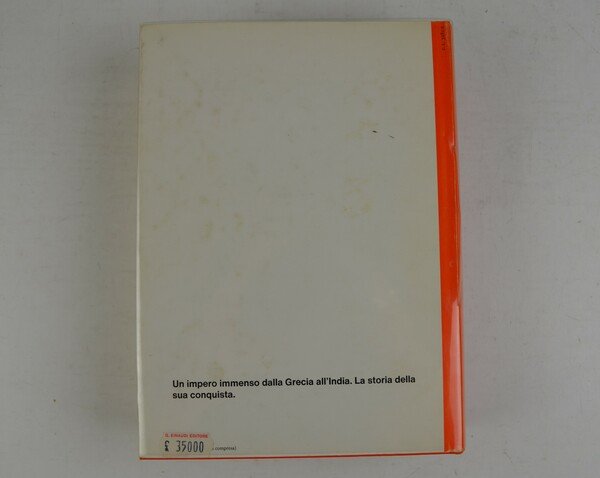 Un impero immenso dalla Grecia all'India. La storia della
sua conquista.
G. EINAUDI EDITORE
£ 35000
compresa)